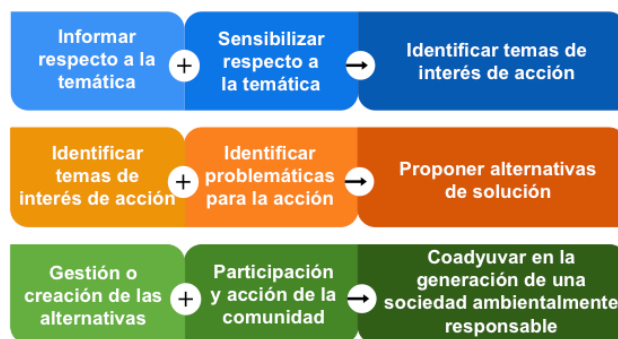 Informar
respecto a la
temática
+
Sensibilizar
respecto a
la temática
→
Identificar temas de
interés de acción
Identificar
temas de
interés de acción
+
Identificar
problemáticas
para la acción
→
Proponer alternativas
de solución
Gestión o
creación de las
alternativas
+
Participación
y acción de la
comunidad
→
Coadyuvar en la
generación de una
sociedad ambientalmente
responsable